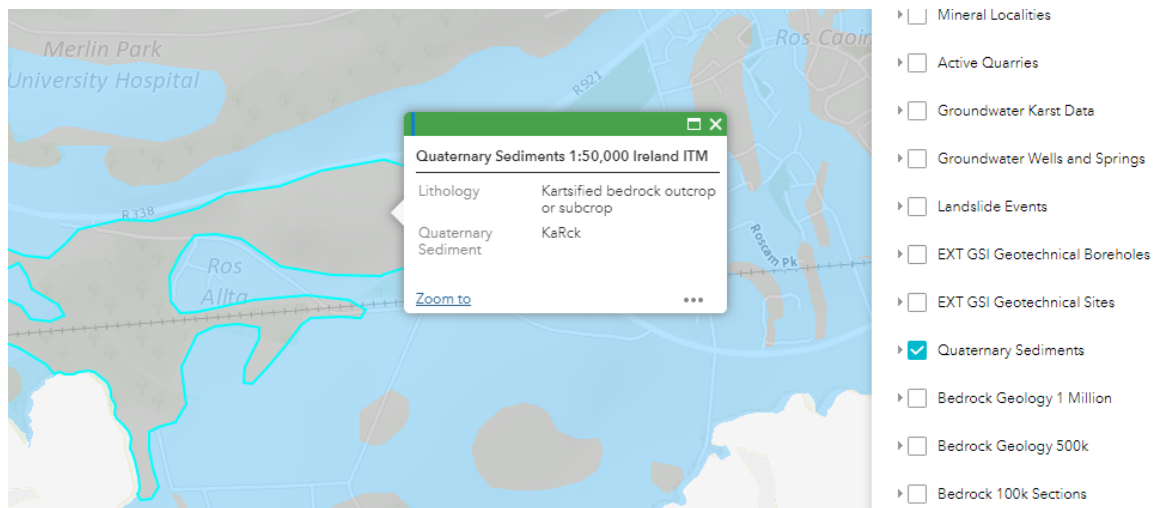 Merlin Park
University Hospital
R338
Ros
Allta
R921
Ros Caoir
Roscam Pk
Quaternary Sediments 1:50,000 Ireland ITM
Lithology
Kartsified bedrock outcrop
or subcrop
Quaternary
Sediment
KaRck
Zoom to
Mineral Localities
Active Quarries
Groundwater Karst Data
Groundwater Wells and Springs
Landslide Events
EXT GSI Geotechnical Boreholes
EXT GSI Geotechnical Sites
Quaternary Sediments
Bedrock Geology 1 Million
Bedrock Geology 500k
Bedrock 100k Sections